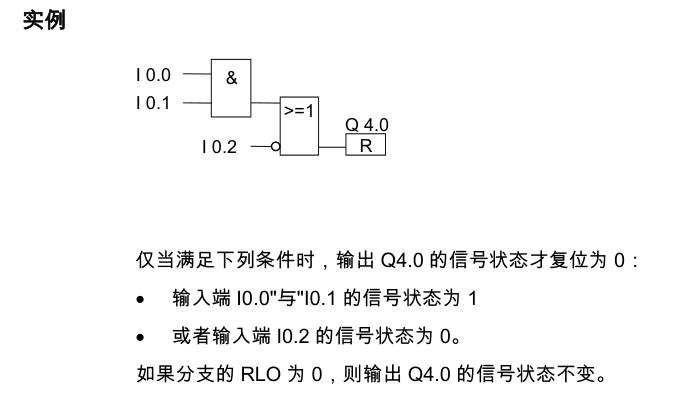 实例
I 0.0
&
I 0.1
>=1
Q 4.0
I 0.2
R
仅当满足下列条件时，输出 Q4.0 的信号状态才复位为 0：
• 输入端 I0.0"与"I0.1 的信号状态为 1
• 或者输入端 I0.2 的信号状态为 0。
如果分支的 RLO 为 0，则输出 Q4.0 的信号状态不变。